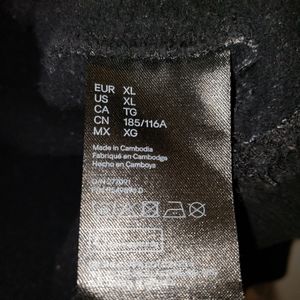 EUR XL
US XL
CA TG
CN 185/116A
MX XG
Made in Cambodia
Fabriqué en Cambodge
Hecho en Camboya